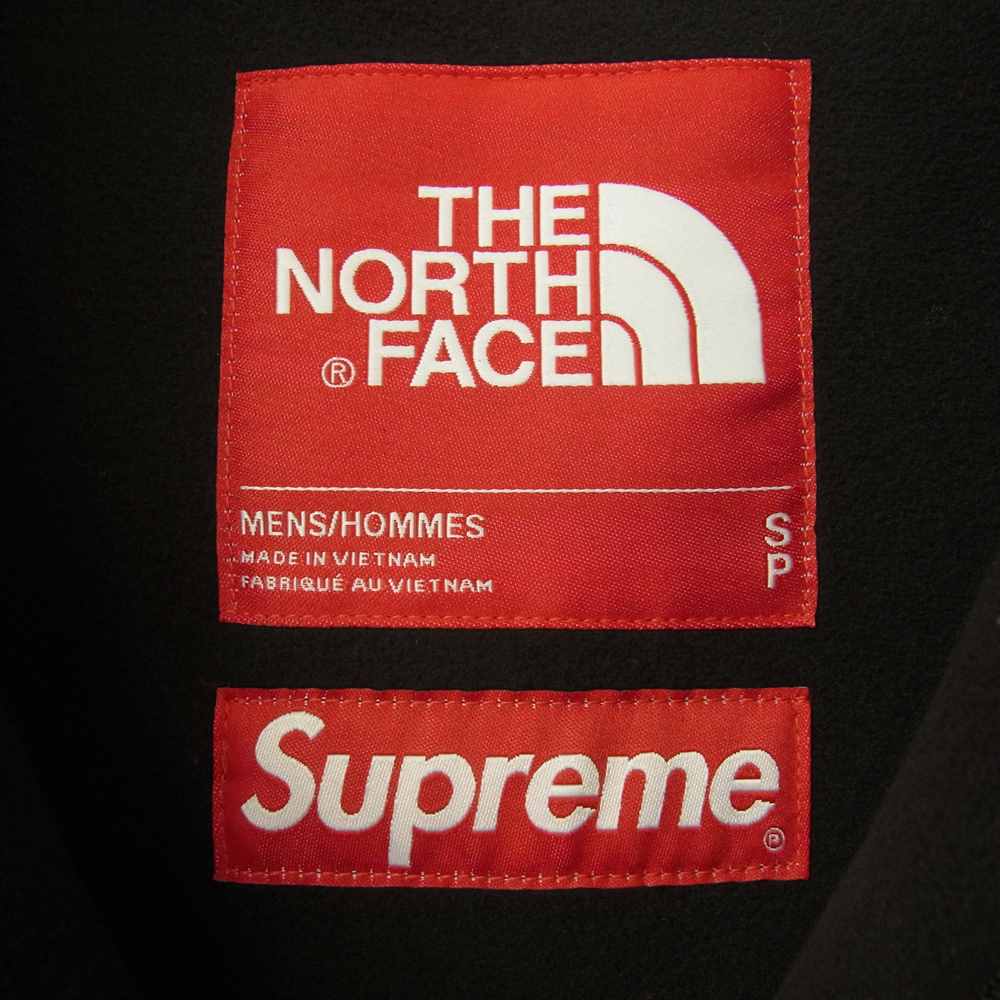 THE
NORTH
® FACE
MENS/HOMMES
S
MADE IN VIETNAM
P
FABRIQUÉ AU VIETNAM
Supreme
®